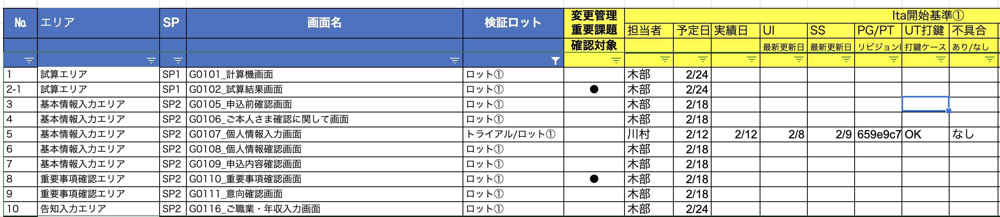 No. エリア SP 画面名 検証ロット 変更管理 重要課題 確認対象 Ita開始基準①
担当者 予定日 実績日 UI SS PG/PT UT打鍵 不具合
最新更新日 最新更新日 リビジョン 打鍵ケース あり/なし
1 試算エリア SP1 G0101_計算機画面 ロット① 木部 2/24
2-1 試算エリア SP1 G0102_試算結果画面 ロット① ● 木部 2/24
3 基本情報入力エリア SP2 G0105_申込前確認画面 ロット① 木部 2/18
4 基本情報入力エリア SP2 G0106_ご本人さま確認に関して画面 ロット① 木部 2/18
5 基本情報入力エリア SP2 G0107_個人情報入力画面 トライアル/ロット① 川村 2/12 2/12 2/8 2/9 659e9c7 OK なし
6 基本情報入力エリア SP2 G0108_個人情報確認画面 ロット① 木部 2/18
7 基本情報入力エリア SP2 G0109_申込内容確認画面 ロット① 木部 2/18
8 重要事項確認エリア SP2 G0110_重要事項確認画面 ロット① ● 木部 2/18
9 重要事項確認エリア SP2 G0111_意向確認画面 ロット① 木部 2/18
10 告知入力エリア SP2 G0116_ご職業・年収入力画面 ロット① 木部 2/24